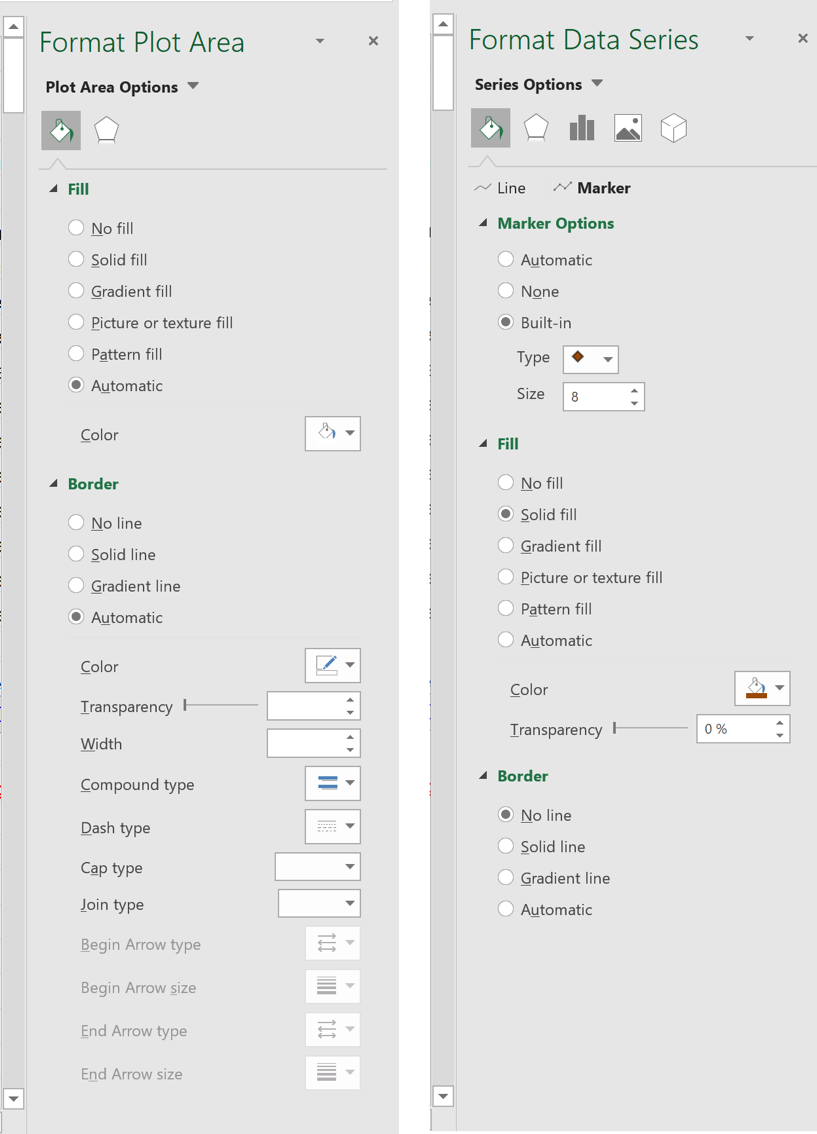 Format Plot Area
Plot Area Options
Fill
No fill
Solid fill
Gradient fill
Picture or texture fill
Pattern fill
Automatic
Color
Border
No line
Solid line
Gradient line
Automatic
Color
Transparency
Width
Compound type
Dash type
Cap type
Join type
Begin Arrow type
Begin Arrow size
End Arrow type
End Arrow size
Format Data Series
Series Options
Line Marker
Marker Options
Automatic
None
Built-in
Type
Size 8
Fill
No fill
Solid fill
Gradient fill
Picture or texture fill
Pattern fill
Automatic
Color
Transparency 0 %
Border
No line
Solid line
Gradient line
Automatic